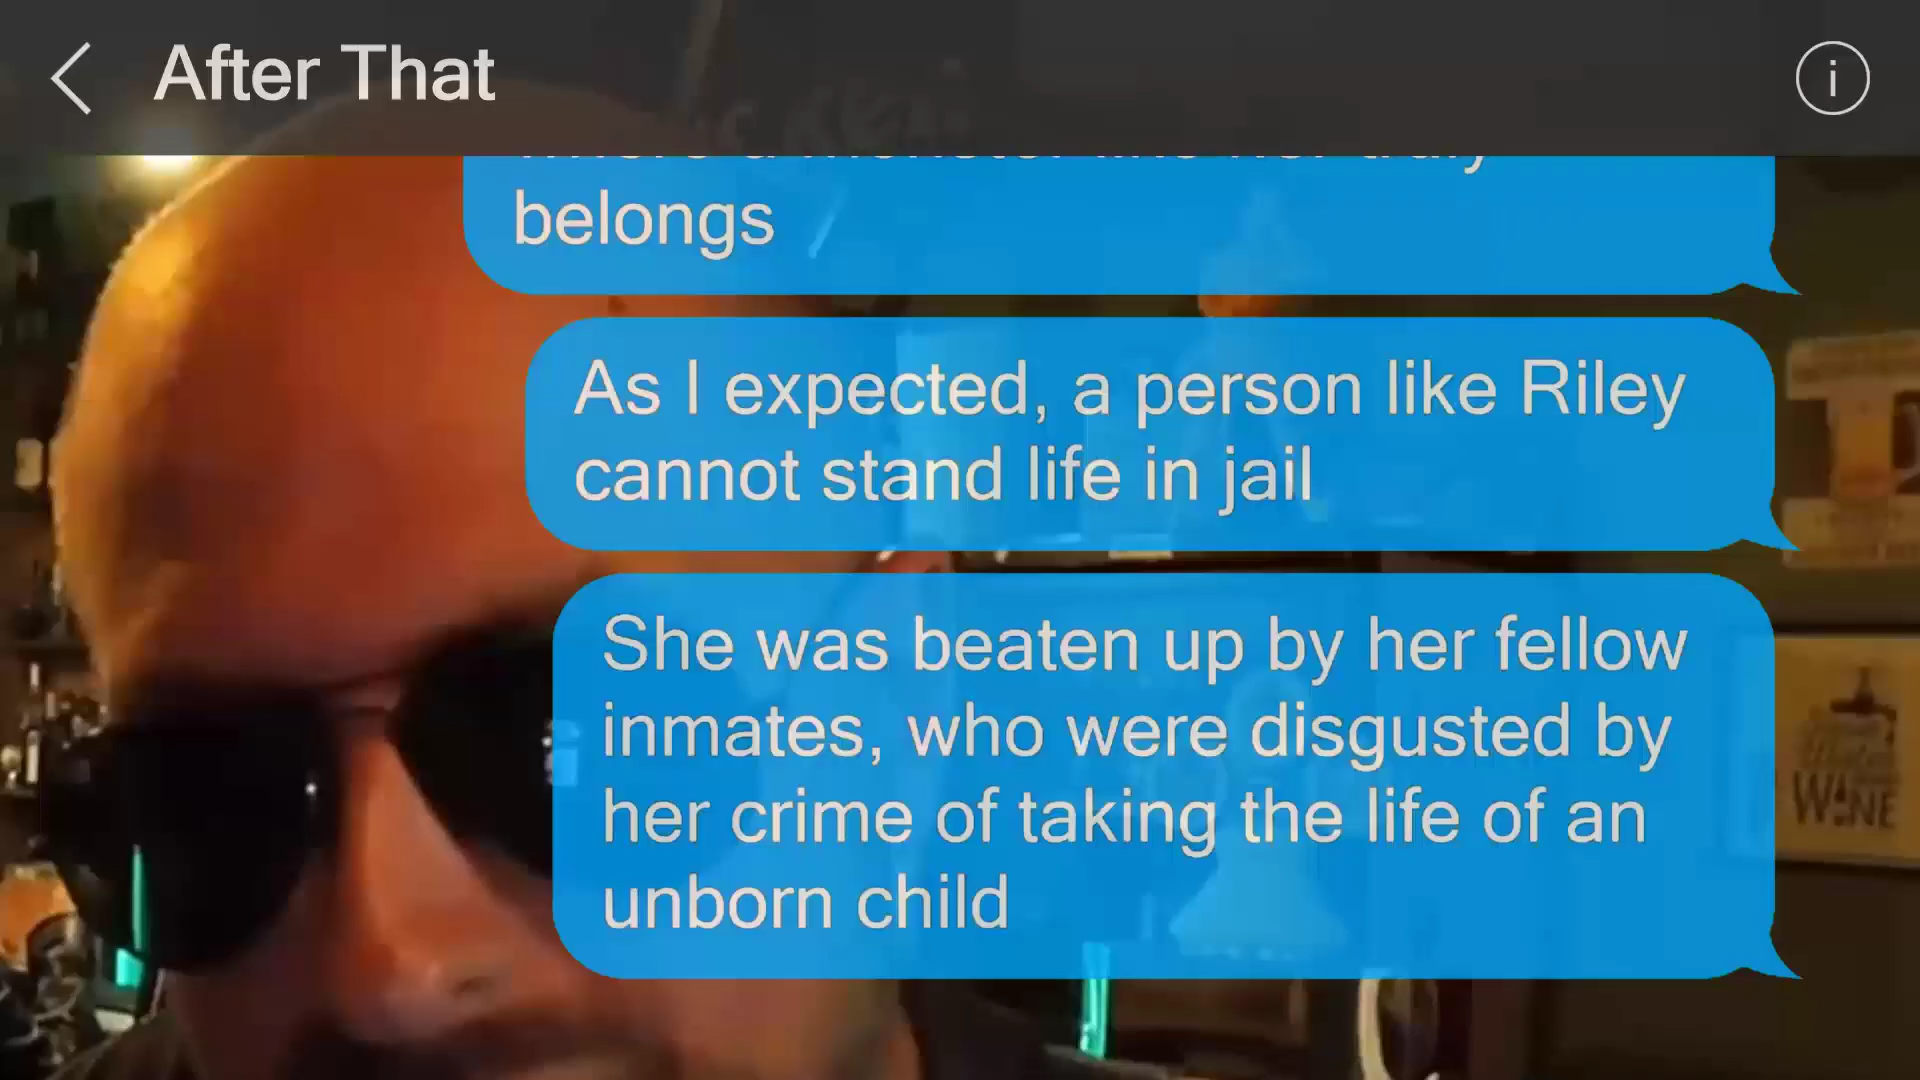 After That
i
belongs
As I expected, a person like Riley
cannot stand life in jail
She was beaten up by her fellow
inmates, who were disgusted by
her crime of taking the life of an
unborn child
WINE